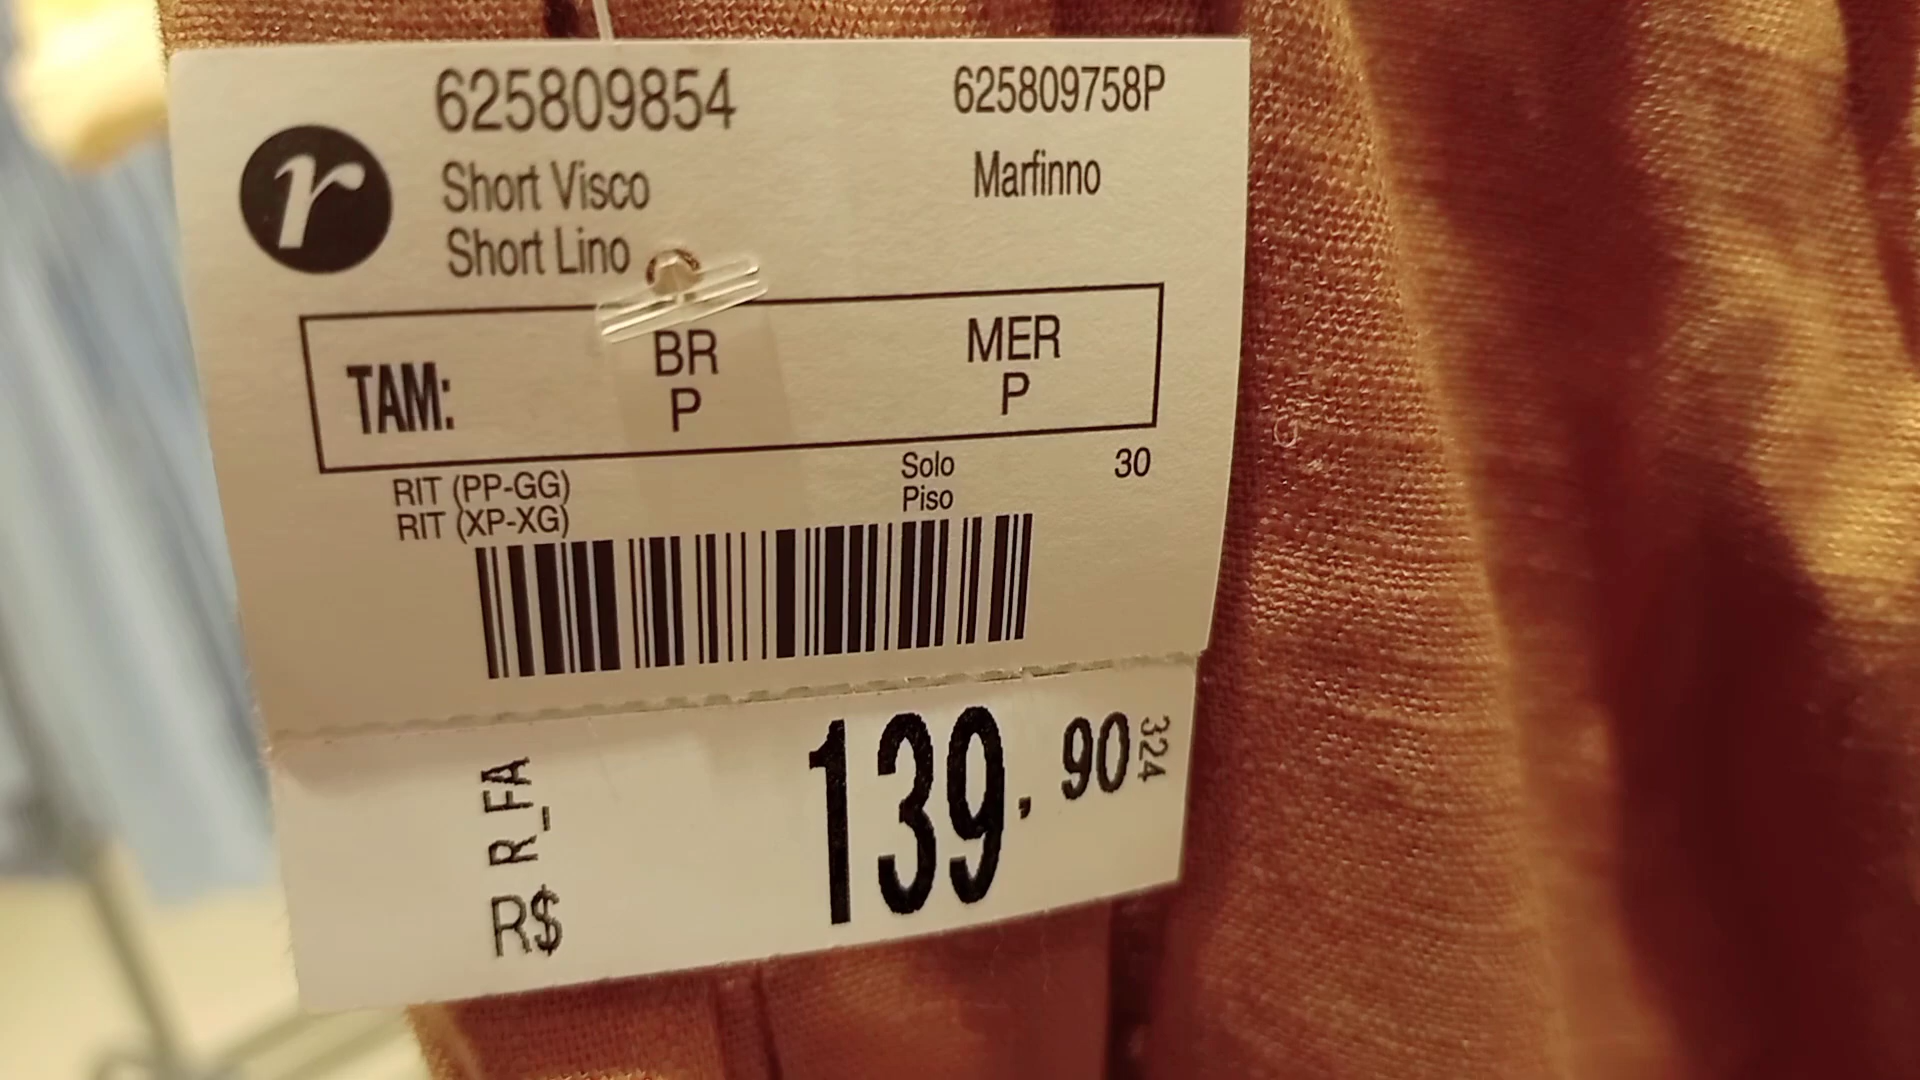 625809854 625809758P
r
Short Visco Marfinno
Short Lino
TAM: BR MER
P P
RIT (PP-GG) Solo 30
RIT (XP-XG) Piso
R$ R_FA 139,90 324